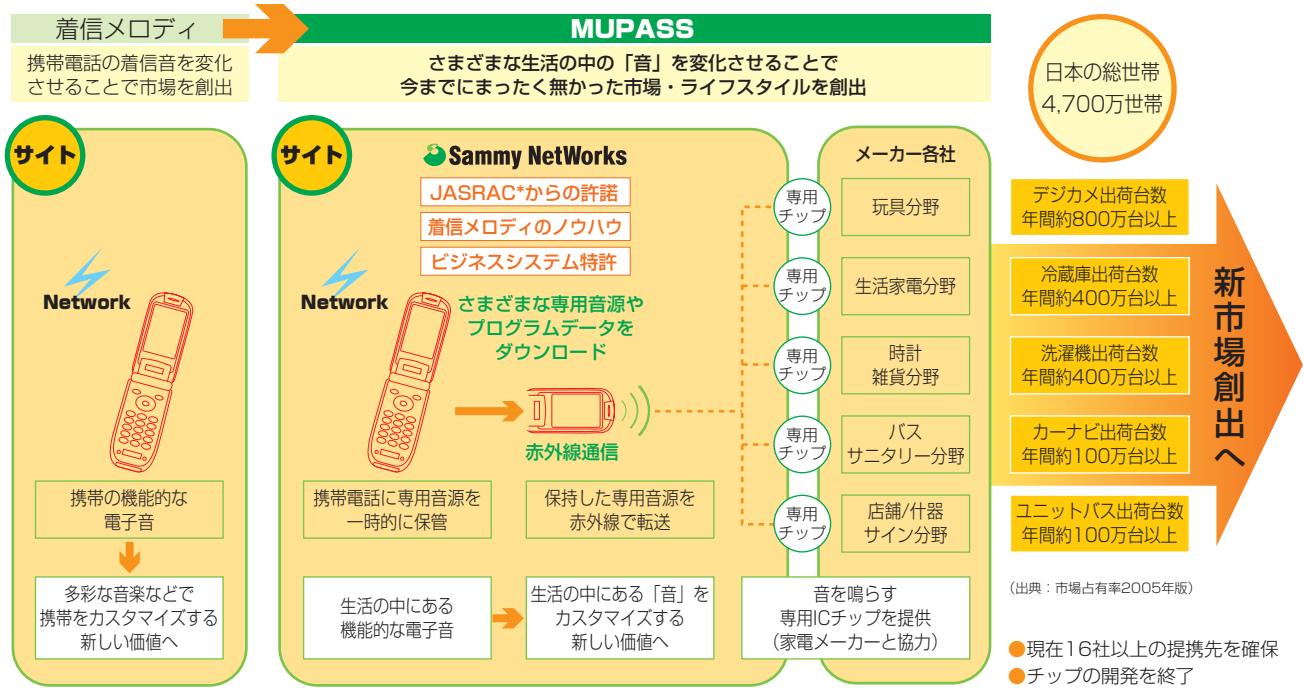 着信メロディ
携帯電話の着信音を変化
させることで市場を創出
MUPASS
さまざまな生活の中の「音」を変化させることで
今までにまったく無かった市場・ライフスタイルを創出
日本の総世帯
4,700万世帯
サイト
Network
携帯の機能的な
電子音
多彩な音楽などで
携帯をカスタマイズする
新しい価値へ
サイト
Sammy NetWorks
JASRAC*からの許諾
着信メロディのノウハウ
ビジネスシステム特許
Network
さまざまな専用音源や
プログラムデータを
ダウンロード
赤外線通信
携帯電話に専用音源を
一時的に保管
保持した専用音源を
赤外線で転送
生活の中にある
機能的な電子音
生活の中にある「音」を
カスタマイズする
新しい価値へ
メーカー各社
専用
チップ
玩具分野
専用
チップ
生活家電分野
専用
チップ
時計
雑貨分野
専用
チップ
バス
サニタリー分野
専用
チップ
店舗/什器
サイン分野
音を鳴らす
専用ICチップを提供
(家電メーカーと協力)
デジカメ出荷台数
年間約800万台以上
冷蔵庫出荷台数
年間約400万台以上
洗濯機出荷台数
年間約400万台以上
カーナビ出荷台数
年間約100万台以上
ユニットバス出荷台数
年間約100万台以上
新市場創出へ
(出典：市場占有率2005年版)
●現在16社以上の提携先を確保
●チップの開発を終了